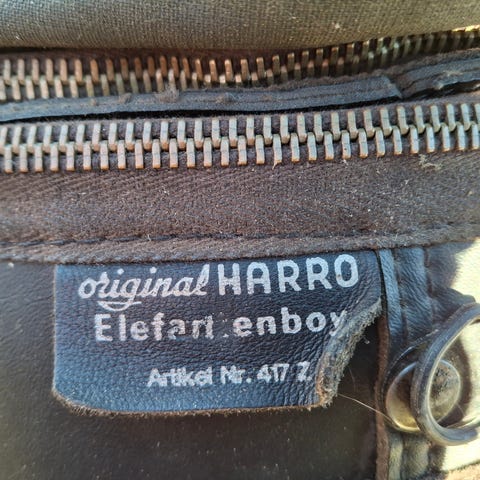 original HARRO
Elefantenboy
Artikel Nr. 417 Z